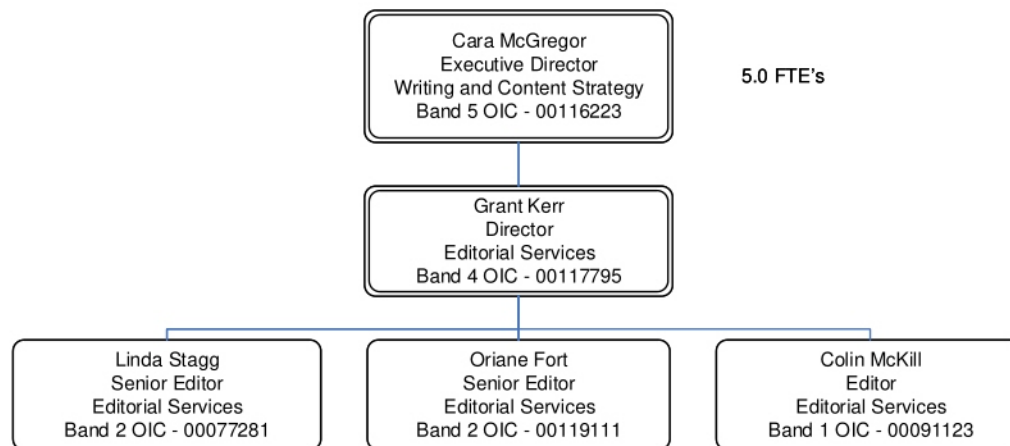 Cara McGregor
Executive Director
Writing and Content Strategy
Band 5 OIC - 00116223
5.0 FTE's
Grant Kerr
Director
Editorial Services
Band 4 OIC - 00117795
Linda Stagg
Senior Editor
Editorial Services
Band 2 OIC - 00077281
Oriane Fort
Senior Editor
Editorial Services
Band 2 OIC - 00119111
Colin McKill
Editor
Editorial Services
Band 1 OIC - 00091123